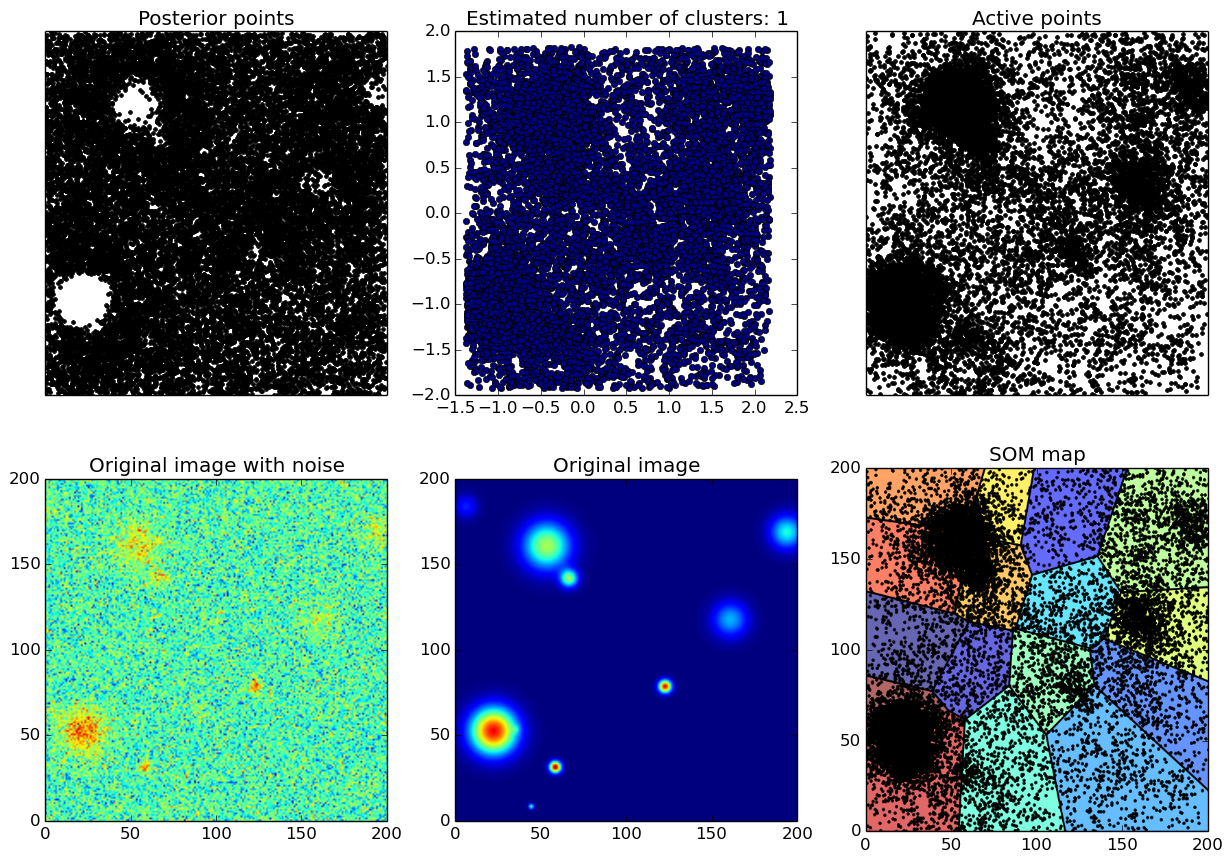 Posterior points
Estimated number of clusters: 1
Active points
2.0
1.5
1.0
0.5
0.0
−0.5
−1.0
−1.5
−2.0
−1.5 −1.0 −0.5 0.0 0.5 1.0 1.5 2.0 2.5
Original image with noise
Original image
SOM map
200
150
100
50
0
0 50 100 150 200
200
150
100
50
0
0 50 100 150 200
200
150
100
50
0
0 50 100 150 200